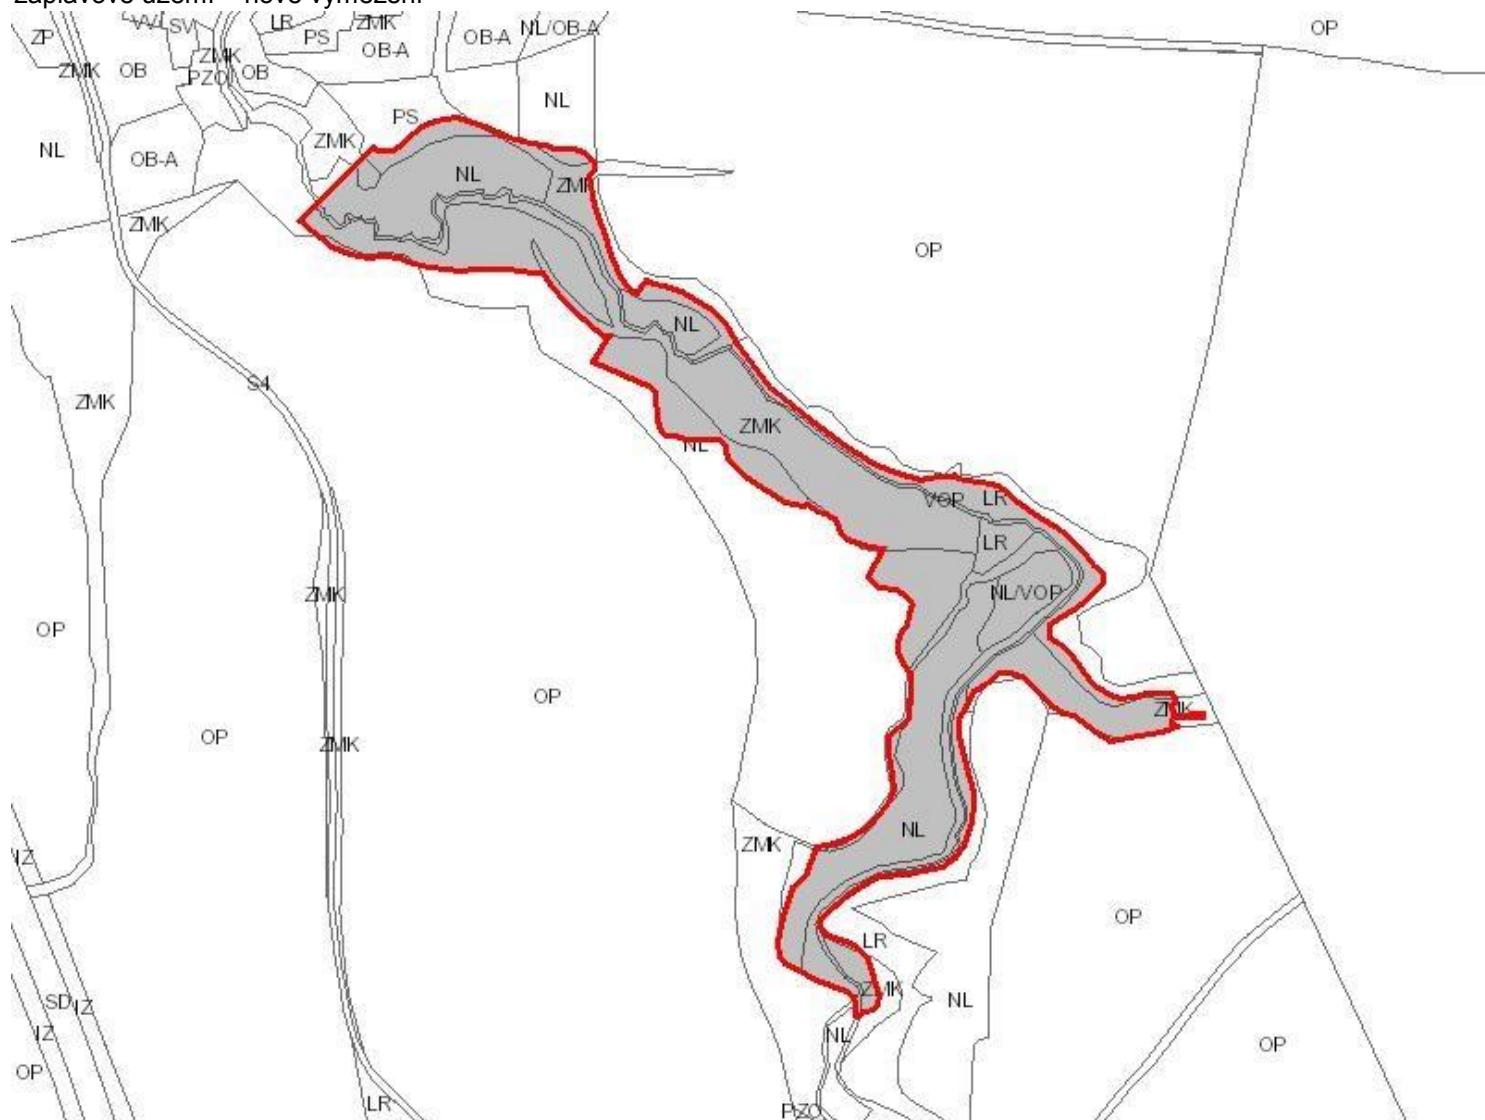 záplavové území – nové vymezení
VV SV LR ZMK NL/OB-A OP
ZP PS OB-A
ZMK OB-A
ZMK OB PZO OB
NL
PS
ZMK
NL OB-A
NL ZMK
ZMK
OP
NL
S4
ZMK
ZMK
NL
VOP LR
LR
ZMK NL/VOP
OP
OP
ZMK
OP ZMK
NL
IZ ZMK
OP
LR
ZMK
SD IZ NL
IZ NL
OP OP
LR PZO